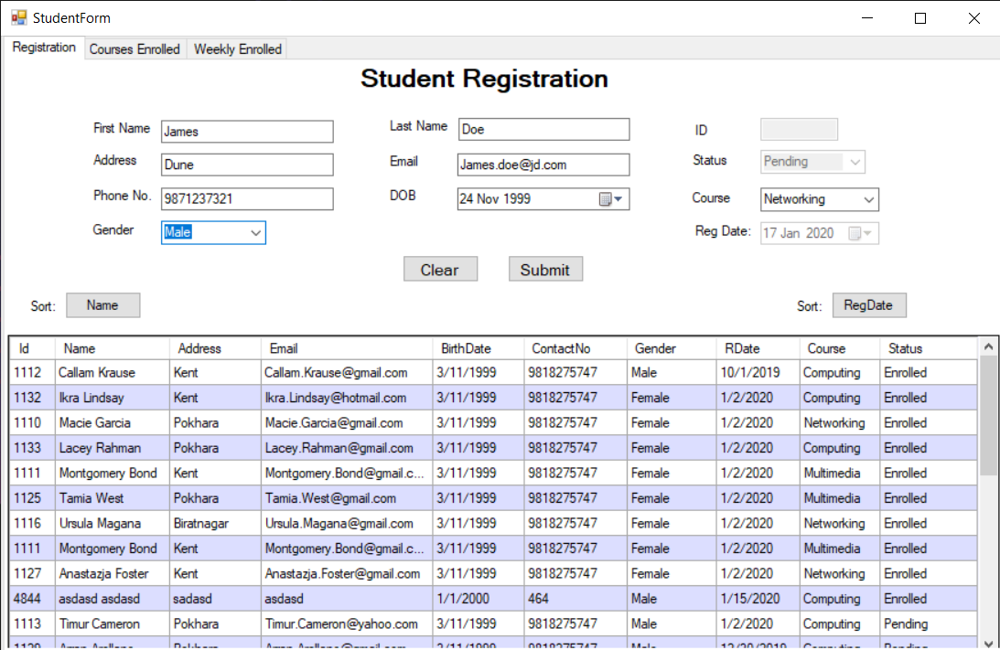 StudentForm
Registration Courses Enrolled Weekly Enrolled
Student Registration
First Name James Last Name Doe ID
Address Dune Email James.doe@jd.com Status Pending
Phone No. 9871237321 DOB 24 Nov 1999 Course Networking
Gender Male Reg Date: 17 Jan 2020
Clear Submit
Sort: Name Sort: RegDate
Id Name Address Email BirthDate ContactNo Gender RDate Course Status
1112 Callam Krause Kent Callam.Krause@gmail.com 3/11/1999 9818275747 Male 10/1/2019 Computing Enrolled
1132 Ikra Lindsay Kent Ikra.Lindsay@hotmail.com 3/11/1999 9818275747 Female 1/2/2020 Computing Enrolled
1110 Macie Garcia Pokhara Macie.Garcia@gmail.com 3/11/1999 9818275747 Female 1/2/2020 Networking Enrolled
1133 Lacey Rahman Pokhara Lacey.Rahman@gmail.com 3/11/1999 9818275747 Female 1/2/2020 Computing Enrolled
1111 Montgomery Bond Kent Montgomery.Bond@gmail.c... 3/11/1999 9818275747 Female 1/2/2020 Multimedia Enrolled
1125 Tamia West Pokhara Tamia.West@gmail.com 3/11/1999 9818275747 Female 1/2/2020 Multimedia Enrolled
1116 Ursula Magana Biratnagar Ursula.Magana@gmail.com 3/11/1999 9818275747 Female 1/2/2020 Networking Enrolled
1111 Montgomery Bond Kent Montgomery.Bond@gmail.c... 3/11/1999 9818275747 Female 1/2/2020 Multimedia Enrolled
1127 Anastazja Foster Kent Anastazja.Foster@gmail.com 3/11/1999 9818275747 Female 1/2/2020 Networking Enrolled
4844 asdasd asdasd sadasd asdasd 1/1/2000 464 Male 1/15/2020 Computing Enrolled
1113 Timur Cameron Pokhara Timur.Cameron@yahoo.com 3/11/1999 9818275747 Male 1/2/2020 Computing Pending
Pokhara 3/11/1999 9818275747 Male Computing Pending